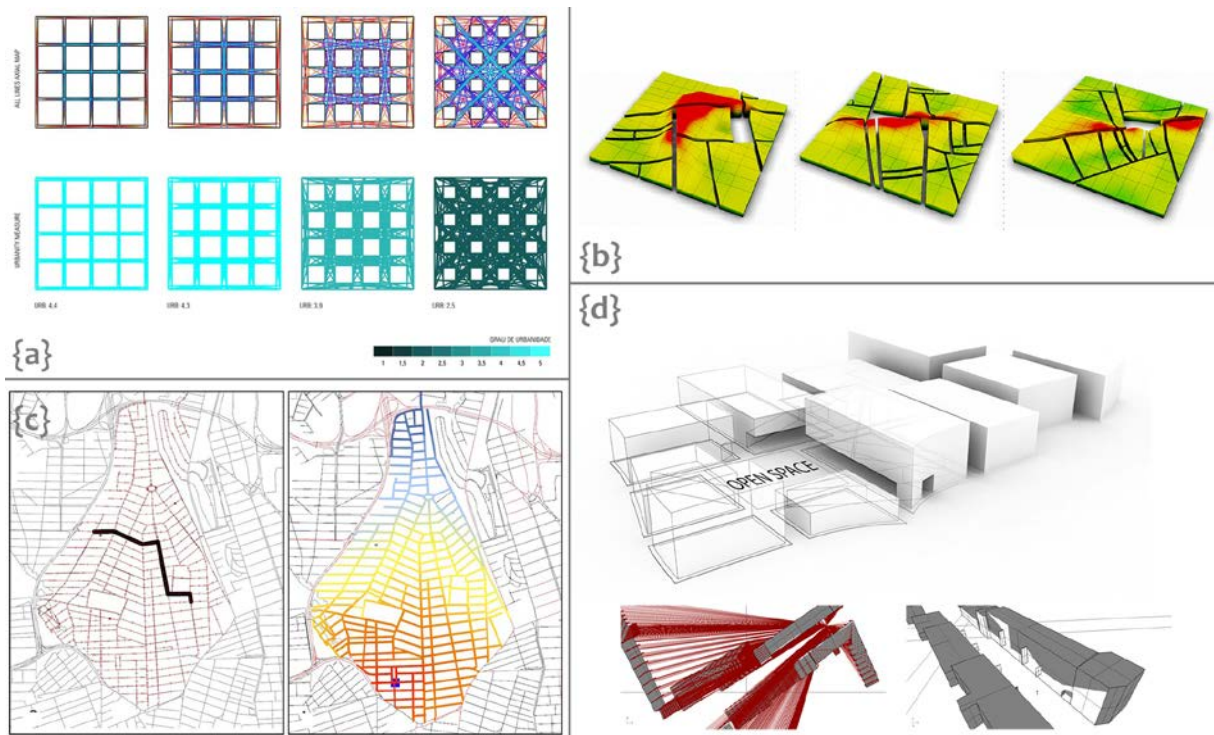 ALL LINES AXIAL MAP
URBANITY MEASURE
URB: 4,4
URB: 4,3
URB: 3,8
URB: 2,5
GRAU DE URBANIDADE
1 1,5 2 2,5 3 3,5 4 4,5 5
{a}
{b}
{c}
{d}
OPEN SPACE